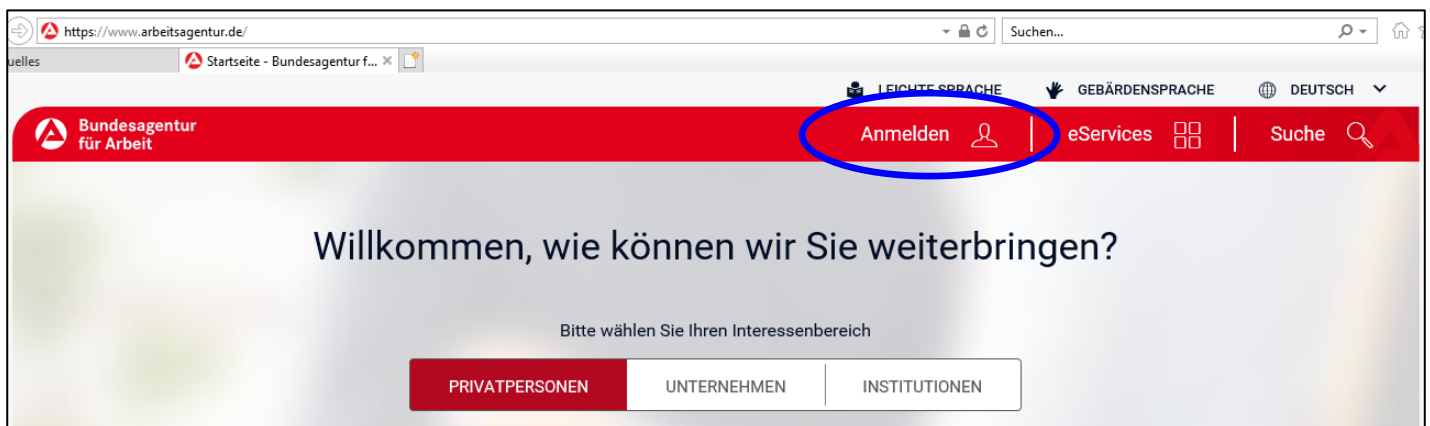 https://www.arbeitsagentur.de/
Suchen...
uelles
Startseite - Bundesagentur f...
LEICHTE SPRACHE
GEBÄRDENSPRACHE
DEUTSCH
Bundesagentur
für Arbeit
Anmelden
eServices
Suche
Willkommen, wie können wir Sie weiterbringen?
Bitte wählen Sie Ihren Interessenbereich
PRIVATPERSONEN
UNTERNEHMEN
INSTITUTIONEN